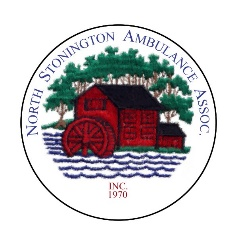 NORTH STONINGTON AMBULANCE ASSOC.
INC.
1970